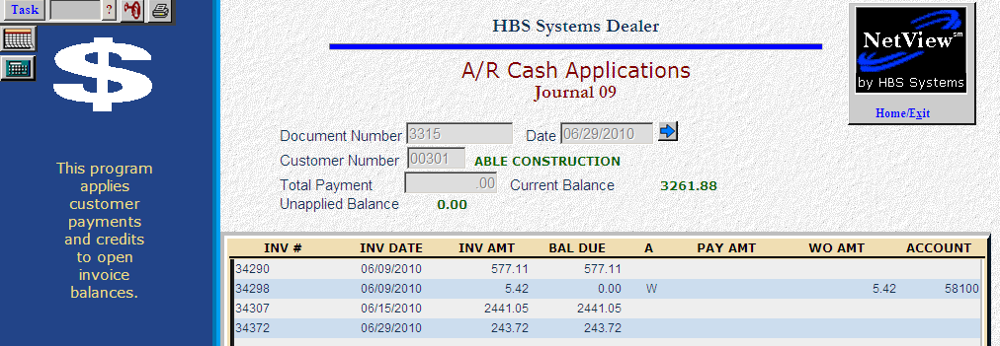 Task ?
HBS Systems Dealer
A/R Cash Applications
Journal 09
NetView SM
by HBS Systems
Home/Exit
Document Number 3315 Date 06/29/2010
Customer Number 00301 ABLE CONSTRUCTION
Total Payment .00 Current Balance 3261.88
Unapplied Balance 0.00
$
This program
applies
customer
payments
and credits
to open
invoice
balances.
INV # INV DATE INV AMT BAL DUE A PAY AMT WO AMT ACCOUNT
34290 06/09/2010 577.11 577.11
34298 06/09/2010 5.42 0.00 W 5.42 58100
34307 06/15/2010 2441.05 2441.05
34372 06/29/2010 243.72 243.72